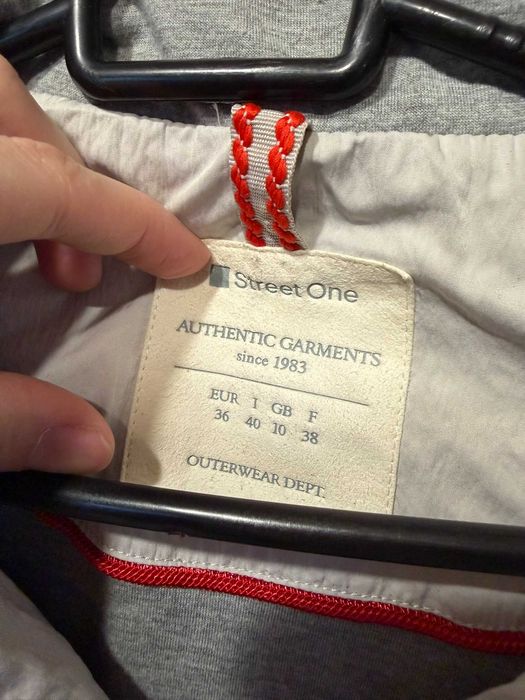 Street One
AUTHENTIC GARMENTS
since 1983
EUR I GB F
36 40 10 38
OUTERWEAR DEPT.